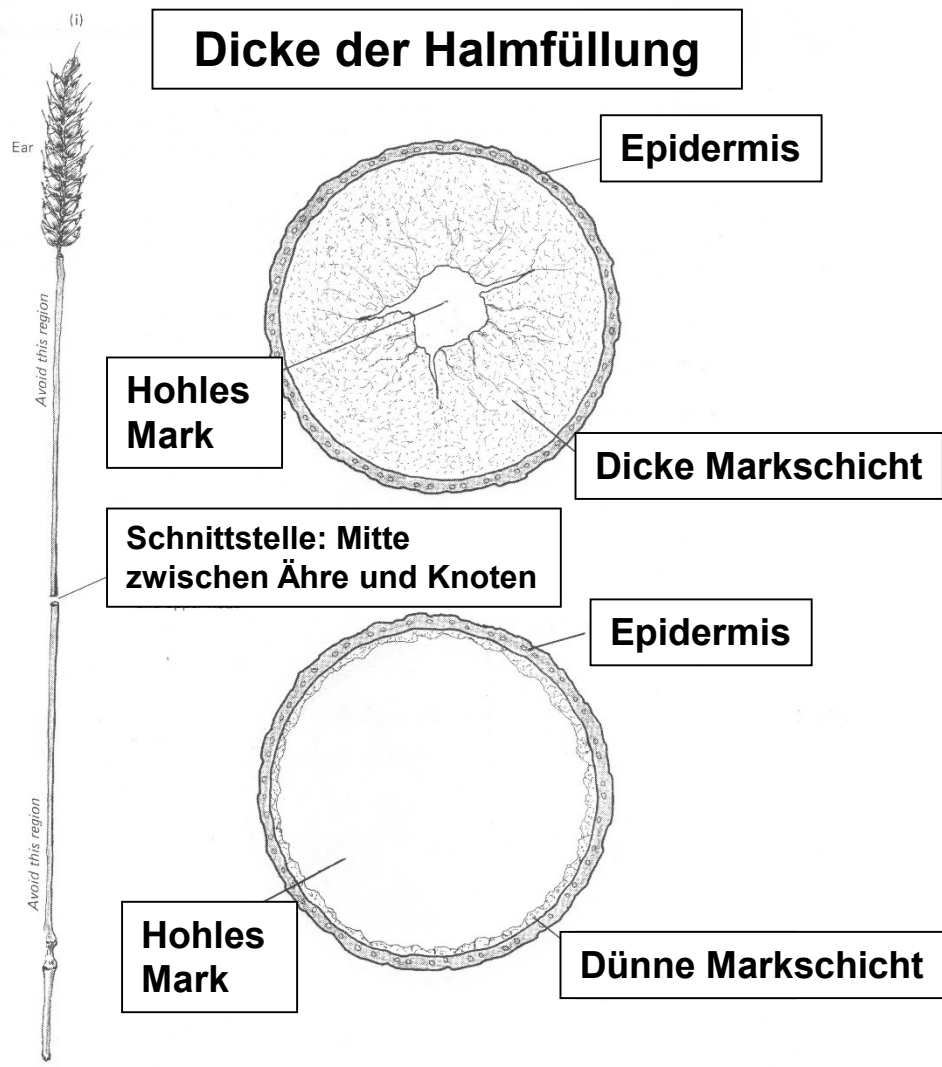 (i)
Dicke der Halmfüllung
Ear
Epidermis
Avoid this region
Hohles
Mark
Dicke Markschicht
Schnittstelle: Mitte
zwischen Ähre und Knoten
Epidermis
Avoid this region
Hohles
Mark
Dünne Markschicht